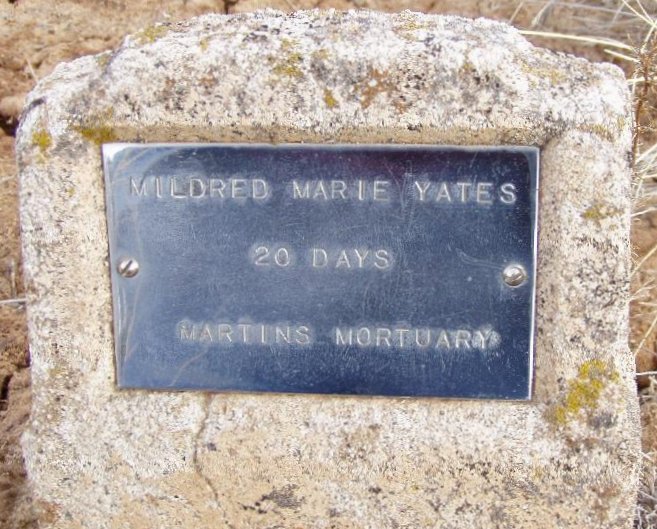 MILDRED MARIE YATES
20 DAYS
MARTINS MORTUARY